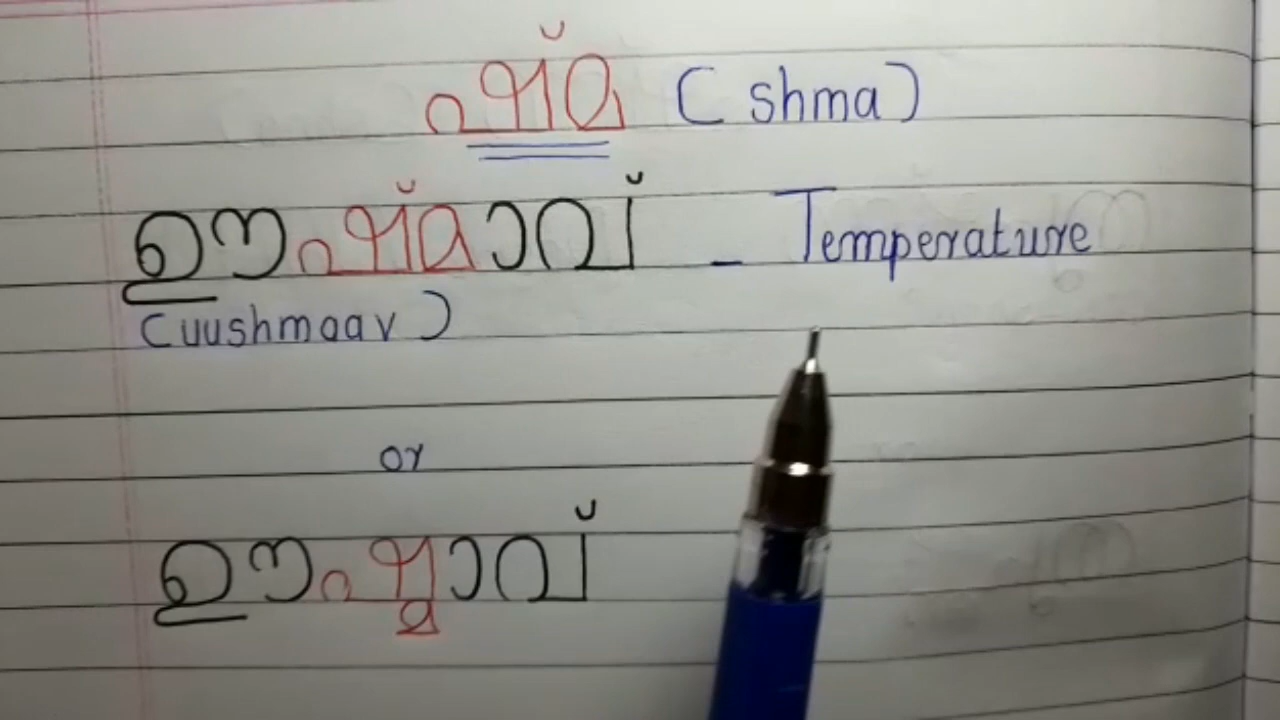 ഷ്മ (shma)
ഊഷ്മാവ് - Temperature
(uushmaav)
or
ഊഷ്മാവ്